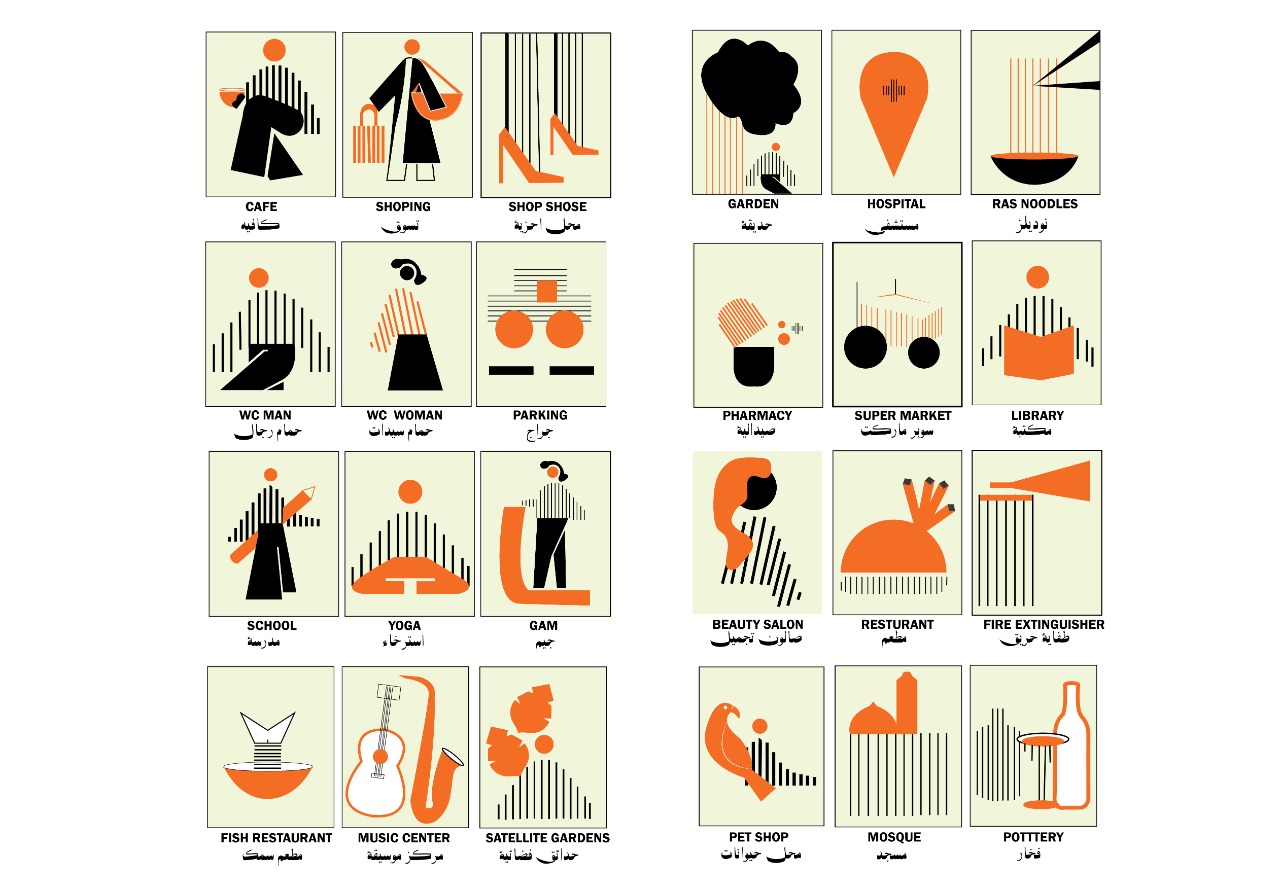 CAFE
كافيه
SHOPING
تسوق
SHOP SHOSE
محل احزية
GARDEN
حديقة
HOSPITAL
مستشفى
RAS NOODLES
نوديلز
WC MAN
حمام رجال
WC WOMAN
حمام سيدات
PARKING
جراج
PHARMACY
صيدالية
SUPER MARKET
سوبر ماركت
LIBRARY
مكتبة
SCHOOL
مدرسة
YOGA
استرخاء
GAM
جيم
BEAUTY SALON
صالون تجميل
RESTURANT
مطعم
FIRE EXTINGUISHER
طفاية حريق
FISH RESTAURANT
مطعم سمك
MUSIC CENTER
مركز موسيقة
SATELLITE GARDENS
حدائق فضائية
PET SHOP
محل حيوانات
MOSQUE
مسجد
POTTTERY
فخار